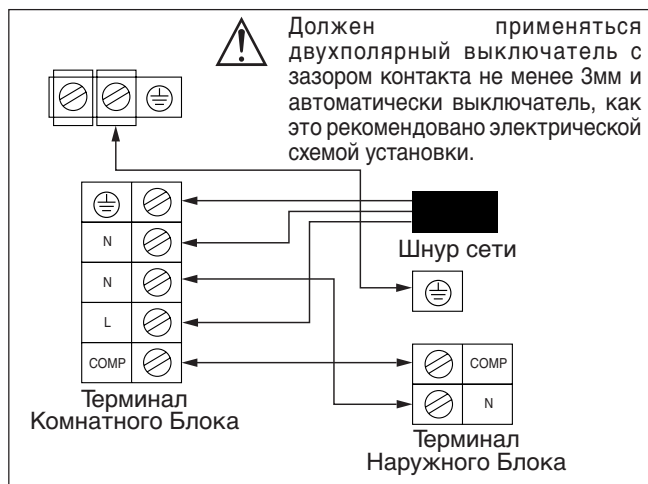 Должен применяться
двухполярный выключатель с
зазором контакта не менее 3мм и
автоматически выключатель, как
это рекомендовано электрической
схемой установки.
N
N
L
COMP
Терминал
Комнатного Блока
Шнур сети
COMP
N
Терминал
Наружного Блока